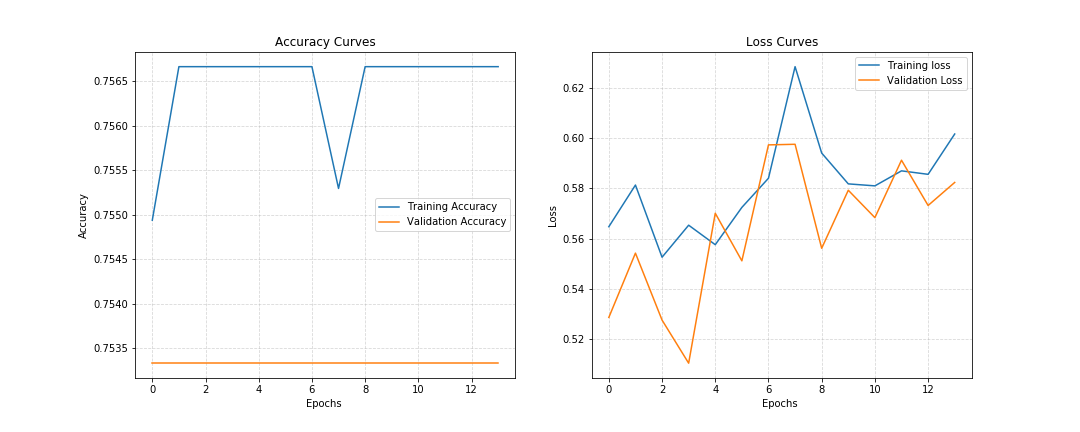 Accuracy Curves
0.7565
0.7560
0.7555
0.7550
0.7545
0.7540
0.7535
Accuracy
Training Accuracy
Validation Accuracy
0 2 4 6 8 10 12
Epochs
Loss Curves
0.62
0.60
0.58
0.56
0.54
0.52
Loss
Training loss
Validation Loss
0 2 4 6 8 10 12
Epochs